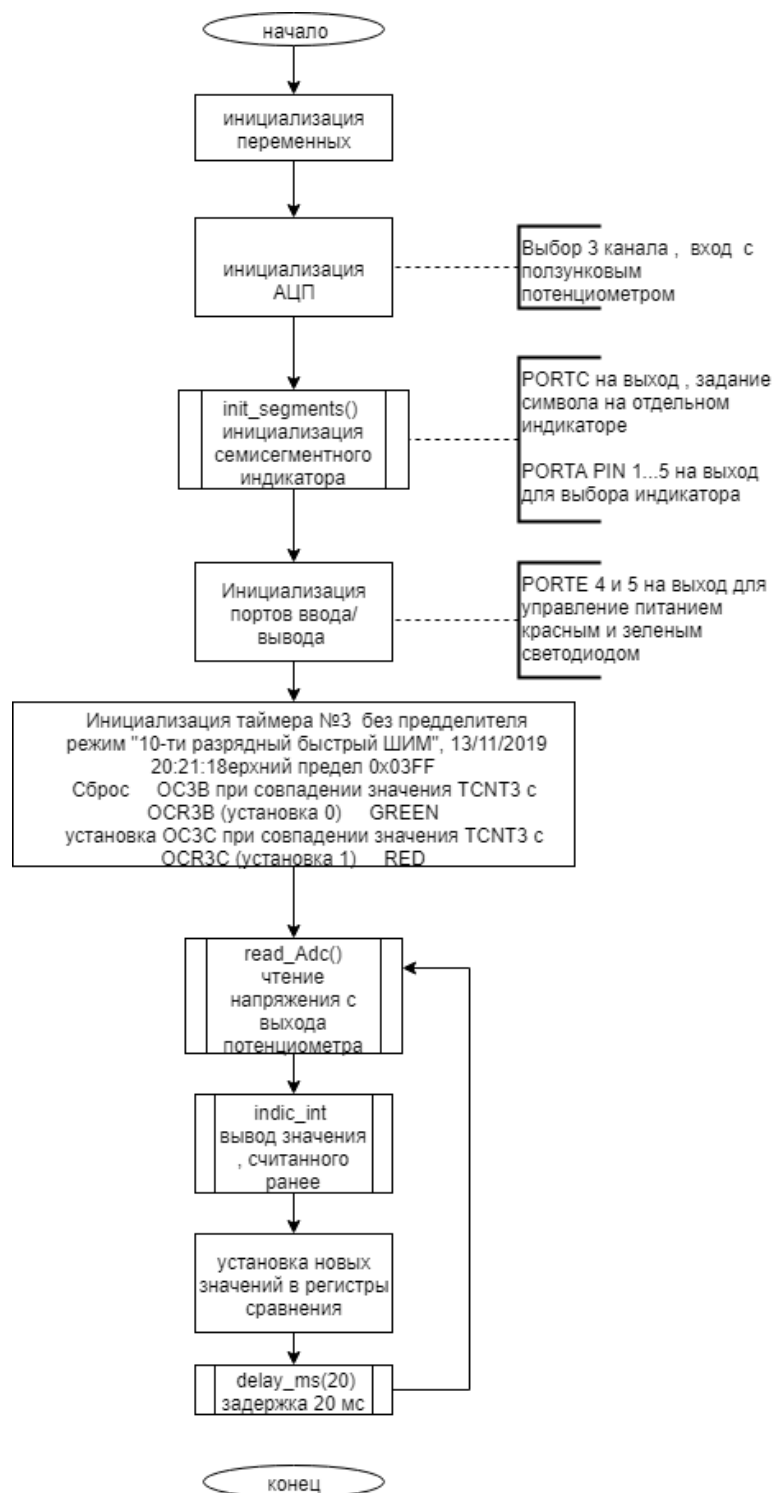 начало
инициализация
переменных
инициализация
АЦП
Выбор 3 канала , вход с
ползунковым
потенциометром
init_segments()
инициализация
семисегментного
индикатора
PORTC на выход , задание
символа на отдельном
индикаторе
PORTA PIN 1...5 на выход
для выбора индикатора
Инициализация
портов ввода/
вывода
PORTE 4 и 5 на выход для
управление питанием
красным и зеленым
светодиодом
Инициализация таймера №3 без предделителя
режим "10-ти разрядный быстрый ШИМ", 13/11/2019
20:21:18ерхний предел 0x03FF
Сброс OC3B при совпадении значения TCNT3 с
OCR3B (установка 0) GREEN
установка OC3C при совпадении значения TCNT3 с
OCR3C (установка 1) RED
read_Adc()
чтение
напряжения с
выхода
потенциометра
indic_int
вывод значения
, считанного
ранее
установка новых
значений в регистры
сравнения
delay_ms(20)
задержка 20 мс
конец